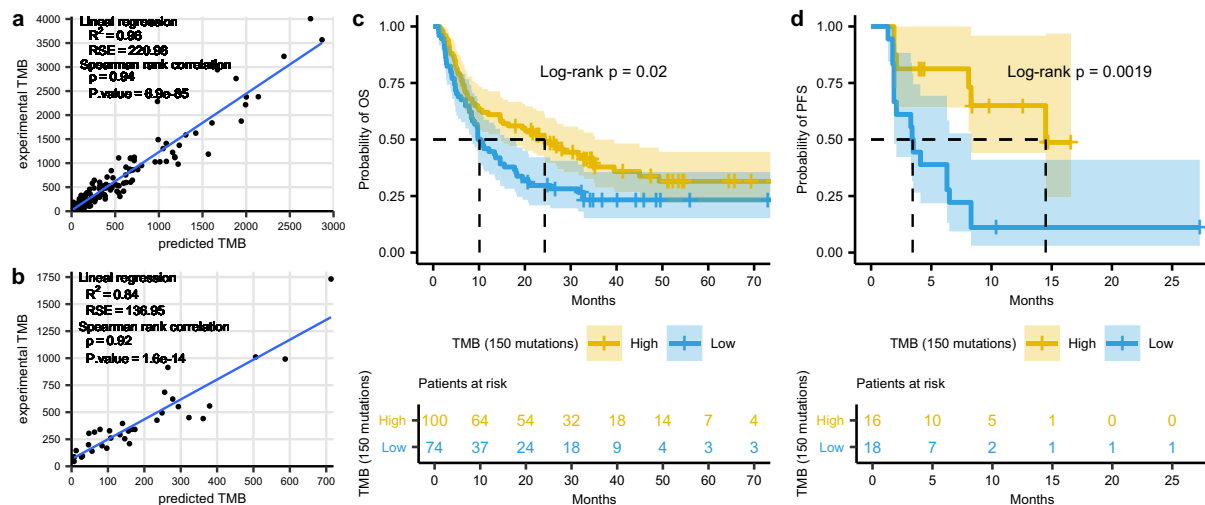 a
4000
3500
3000
2500
2000
1500
1000
500
0
experimental TMB
Lineal regression
R² = 0.96
RSE = 220.96
Spearman rank correlation
ρ = 0.94
P.value = 8.9e-85
0 500 1000 1500 2000 2500 3000
predicted TMB
b
1750
1500
1250
1000
750
500
250
0
experimental TMB
Lineal regression
R² = 0.84
RSE = 136.95
Spearman rank correlation
ρ = 0.92
P.value = 1.6e-14
0 100 200 300 400 500 600 700
predicted TMB
c
1.00
0.75
0.50
0.25
0.00
Probability of OS
Log-rank p = 0.02
0 10 20 30 40 50 60 70
Months
TMB (150 mutations) High Low
Patients at risk
TMB (150 mutations)
High 100 64 54 32 18 14 7 4
Low 74 37 24 18 9 4 3 3
0 10 20 30 40 50 60 70
Months
d
1.00
0.75
0.50
0.25
0.00
Probability of PFS
Log-rank p = 0.0019
0 5 10 15 20 25
Months
TMB (150 mutations) High Low
Patients at risk
TMB (150 mutations)
High 16 10 5 1 0 0
Low 18 7 2 1 1 1
0 5 10 15 20 25
Months